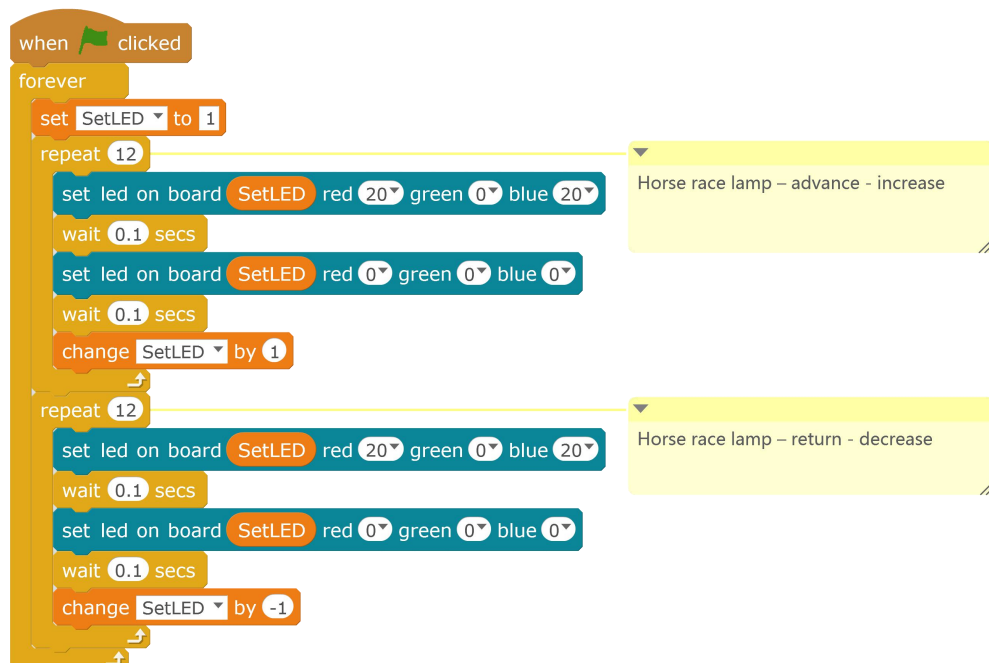 when clicked
forever
set SetLED to 1
repeat 12
Horse race lamp – advance - increase
set led on board SetLED red 20 green 0 blue 20
wait 0.1 secs
set led on board SetLED red 0 green 0 blue 0
wait 0.1 secs
change SetLED by 1
repeat 12
Horse race lamp – return - decrease
set led on board SetLED red 20 green 0 blue 20
wait 0.1 secs
set led on board SetLED red 0 green 0 blue 0
wait 0.1 secs
change SetLED by -1